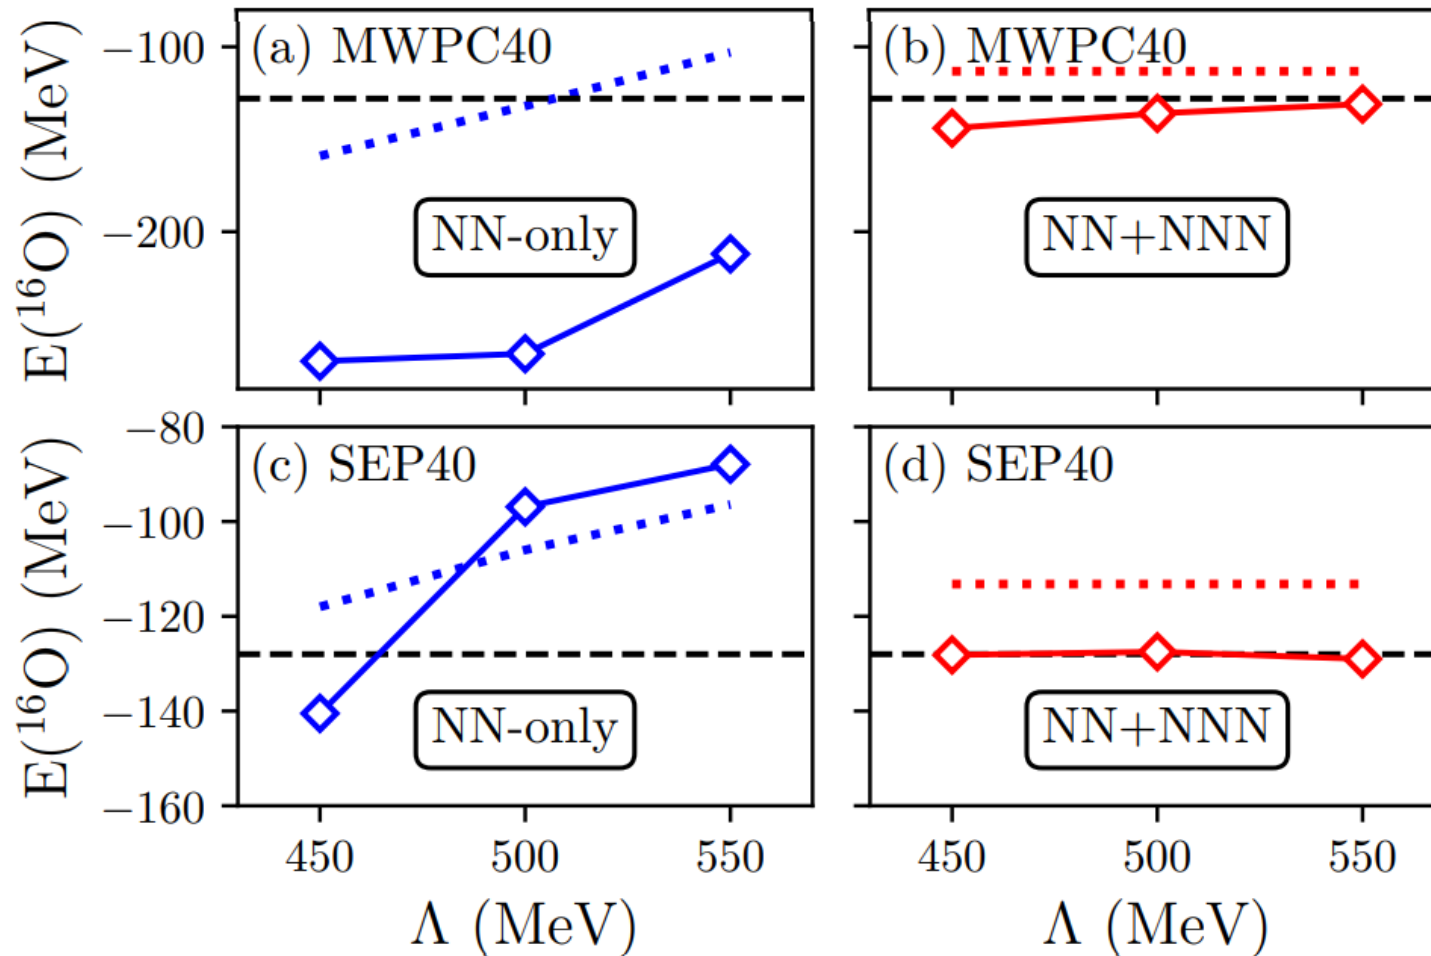 (a) MWPC40
(b) MWPC40
−100
−200
E(¹⁶O) (MeV)
NN-only
NN+NNN
(c) SEP40
(d) SEP40
−80
−100
−120
−140
−160
E(¹⁶O) (MeV)
NN-only
NN+NNN
450
500
550
450
500
550
Λ (MeV)
Λ (MeV)